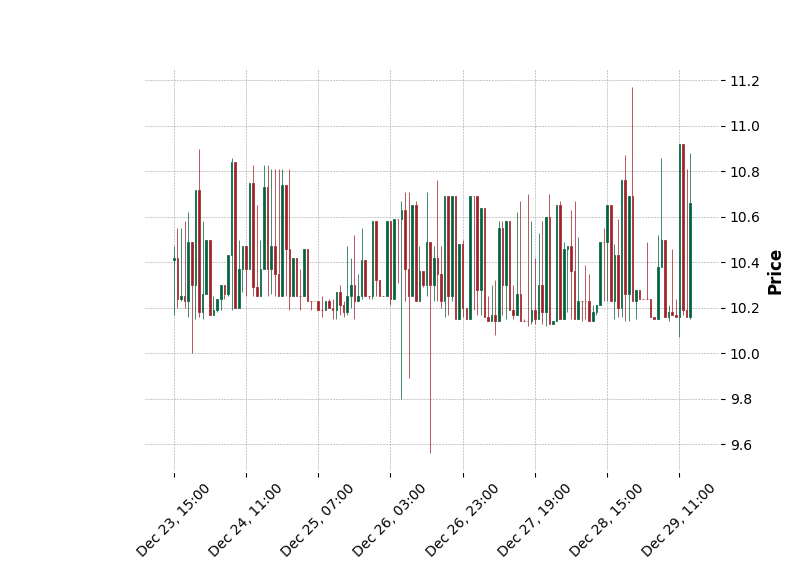 11.2
11.0
10.8
10.6
10.4
10.2
10.0
9.8
9.6
Price
Dec 23, 15:00
Dec 24, 11:00
Dec 25, 07:00
Dec 26, 03:00
Dec 26, 23:00
Dec 27, 19:00
Dec 28, 15:00
Dec 29, 11:00